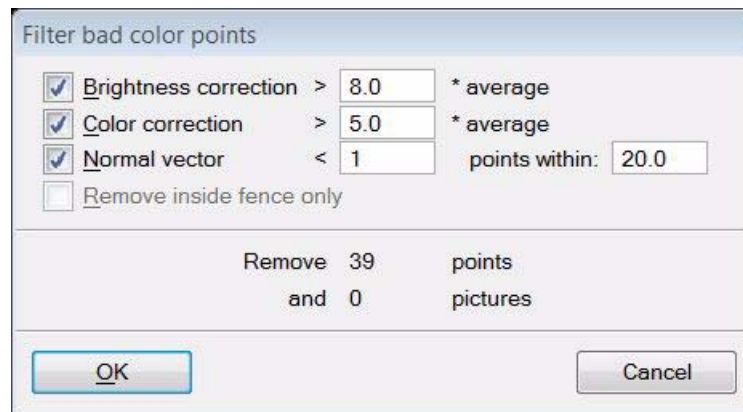 Filter bad color points
Brightness correction > 8.0 * average
Color correction > 5.0 * average
Normal vector < 1 points within: 20.0
Remove inside fence only
Remove 39 points
and 0 pictures
OK Cancel